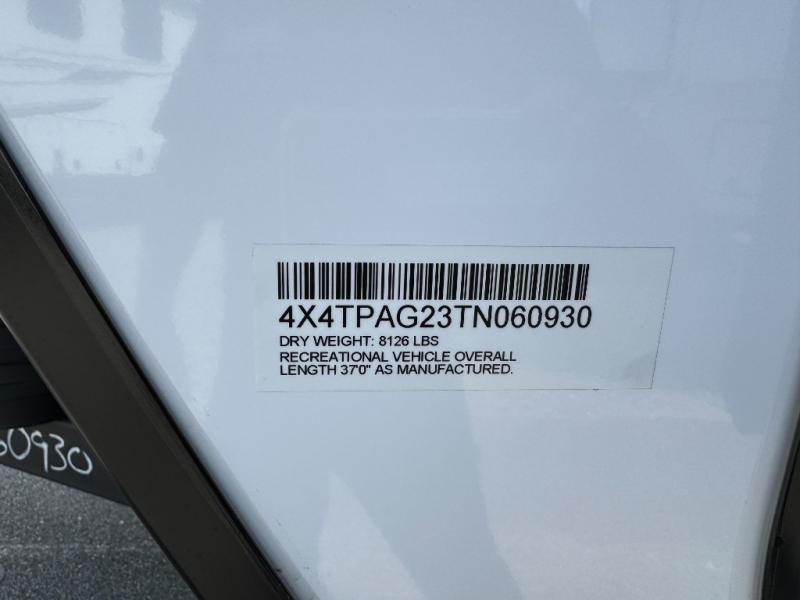 4X4TPAG23TN060930
DRY WEIGHT: 8126 LBS
RECREATIONAL VEHICLE OVERALL
LENGTH 37'0" AS MANUFACTURED.
60930